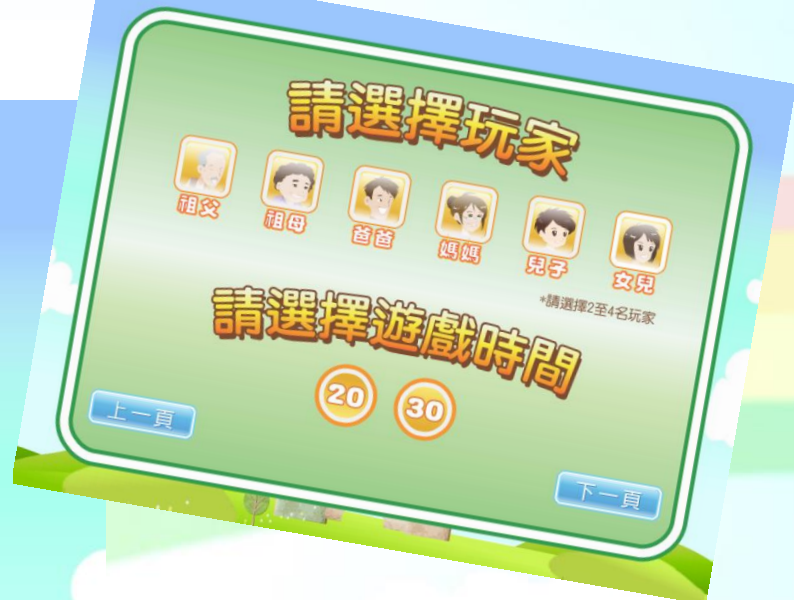 請選擇玩家
祖父 祖母 爸爸 媽媽 兒子 女兒
*請選擇2至4名玩家
請選擇遊戲時間
20 30
上一頁
下一頁